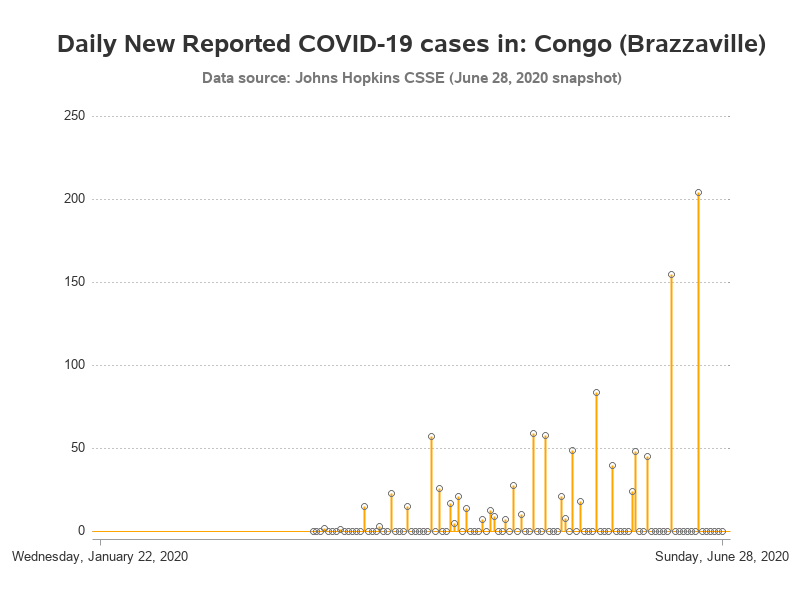 Daily New Reported COVID-19 cases in: Congo (Brazzaville)
Data source: Johns Hopkins CSSE (June 28, 2020 snapshot)
250
200
150
100
50
0
Wednesday, January 22, 2020 Sunday, June 28, 2020